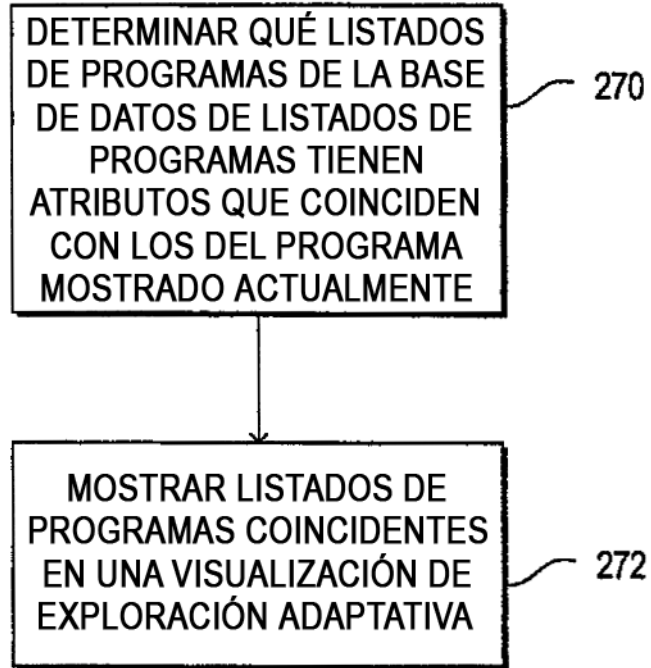 DETERMINAR QUÉ LISTADOS
DE PROGRAMAS DE LA BASE
DE DATOS DE LISTADOS DE
PROGRAMAS TIENEN
ATRIBUTOS QUE COINCIDEN
CON LOS DEL PROGRAMA
MOSTRADO ACTUALMENTE
270
MOSTRAR LISTADOS DE
PROGRAMAS COINCIDENTES
EN UNA VISUALIZACIÓN DE
EXPLORACIÓN ADAPTATIVA
272